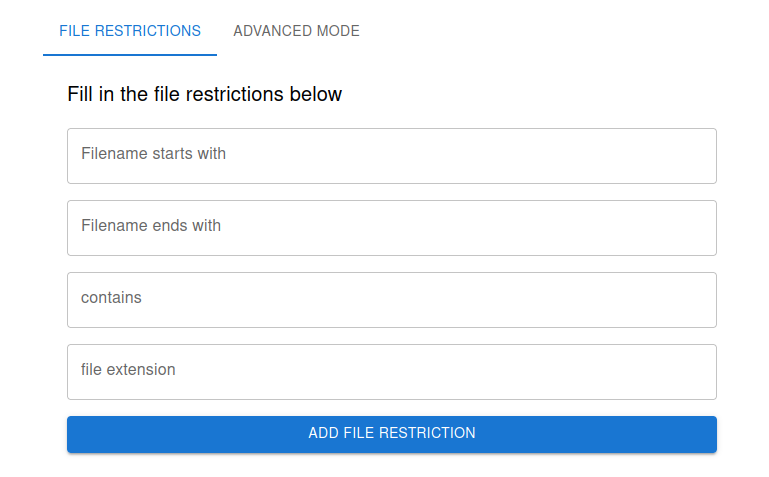 FILE RESTRICTIONS ADVANCED MODE
Fill in the file restrictions below
Filename starts with
Filename ends with
contains
file extension
ADD FILE RESTRICTION